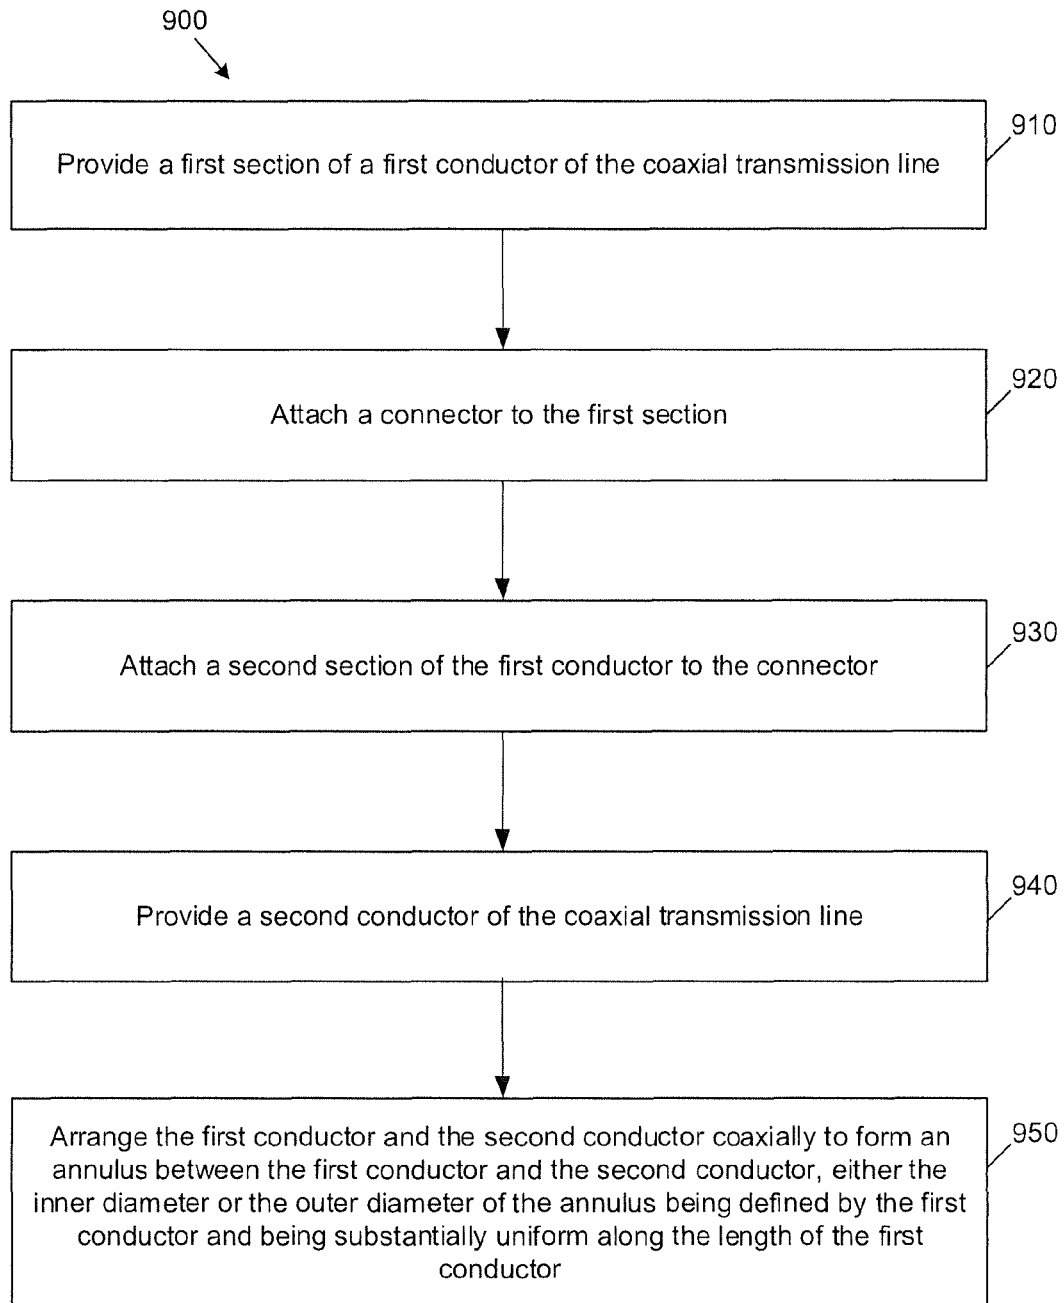 900
910
Provide a first section of a first conductor of the coaxial transmission line
920
Attach a connector to the first section
930
Attach a second section of the first conductor to the connector
940
Provide a second conductor of the coaxial transmission line
950
Arrange the first conductor and the second conductor coaxially to form an
annulus between the first conductor and the second conductor, either the
inner diameter or the outer diameter of the annulus being defined by the first
conductor and being substantially uniform along the length of the first
conductor